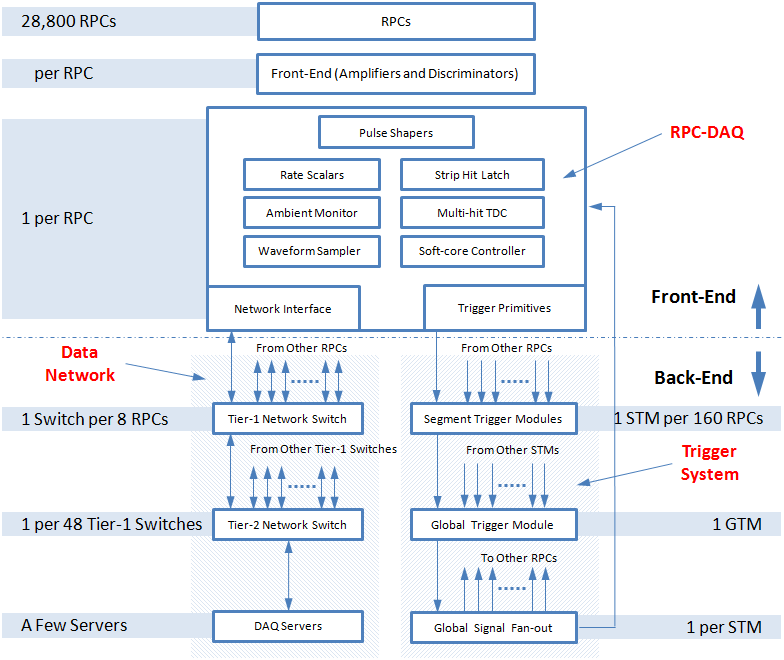 28,800 RPCs
RPCs
per RPC
Front-End (Amplifiers and Discriminators)
Pulse Shapers
RPC-DAQ
Rate Scalars
Strip Hit Latch
1 per RPC
Ambient Monitor
Multi-hit TDC
Waveform Sampler
Soft-core Controller
Network Interface
Trigger Primitives
Front-End
Data
Network
From Other RPCs
From Other RPCs
Back-End
1 Switch per 8 RPCs
Tier-1 Network Switch
Segment Trigger Modules
1 STM per 160 RPCs
From Other Tier-1 Switches
From Other STMs
Trigger
System
1 per 48 Tier-1 Switches
Tier-2 Network Switch
Global Trigger Module
1 GTM
To Other RPCs
A Few Servers
DAQ Servers
Global Signal Fan-out
1 per STM